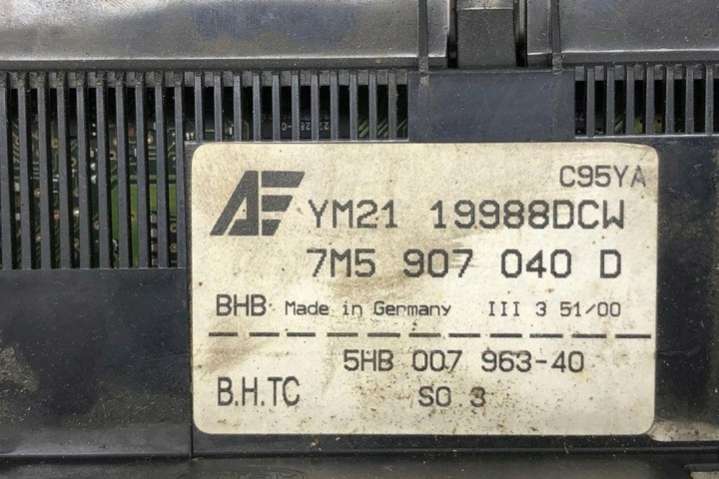 C95YA
AE YM21 19988DCW
7M5 907 040 D
BHB Made in Germany III 3 51/00
5HB 007 963-40
B.H.TC SO 3